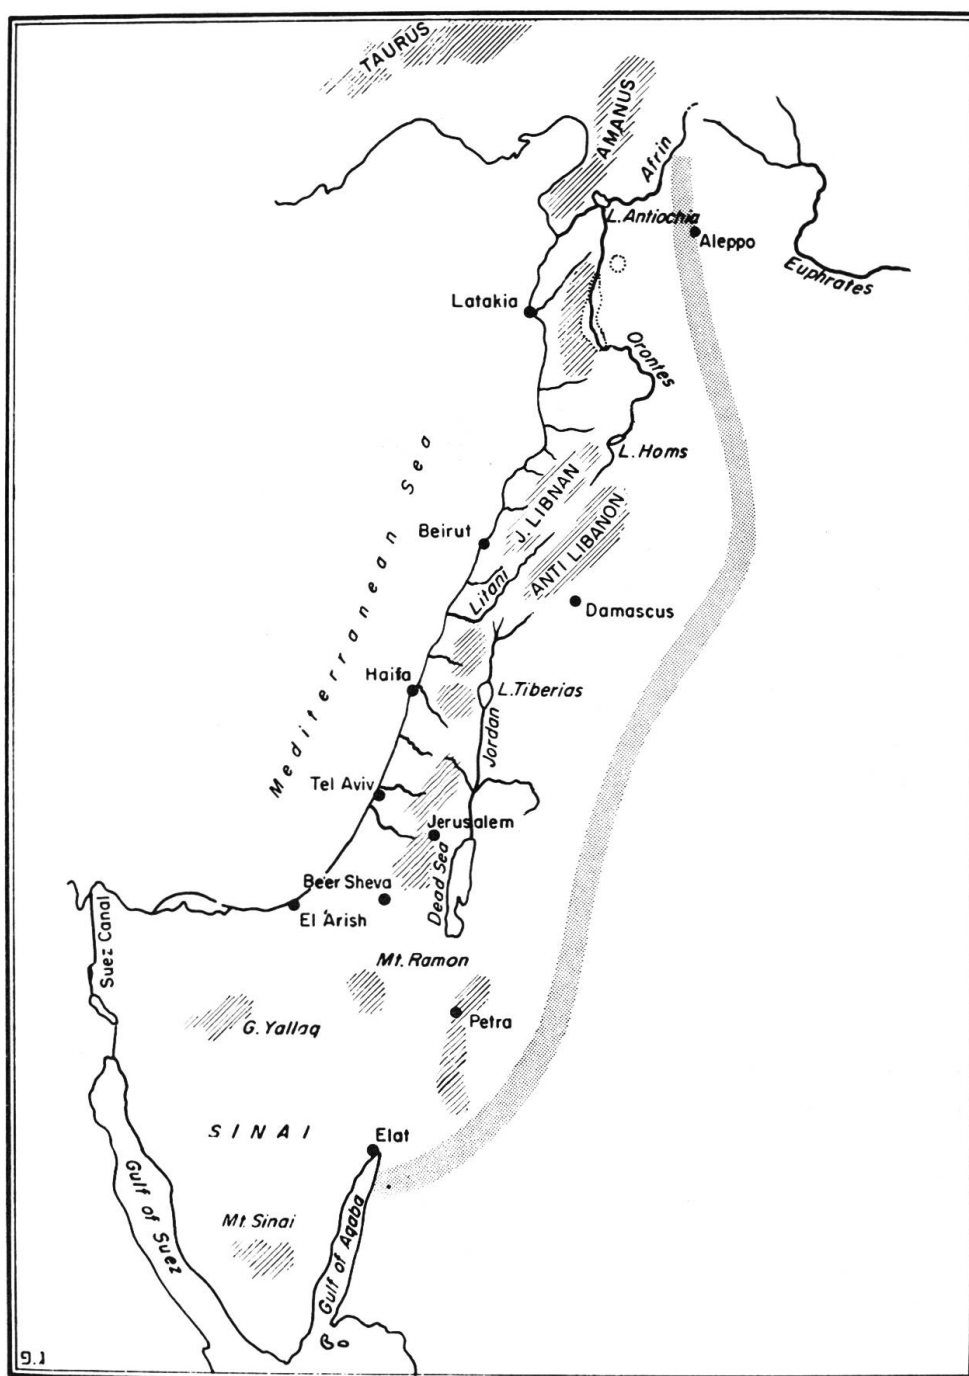 TAURUS
AMANUS
Afrin
L. Antiochia
Aleppo
Euphrates
Latakia
Orontes
L. Homs
Mediterranean Sea
J. LIBNAN
Beirut
ANTI LIBANON
Litani
Damascus
Haifa
L. Tiberias
Jordan
Tel Aviv
Jerusalem
Dead Sea
Beer Sheva
El 'Arish
Suez Canal
Mt. Ramon
Petra
G. Yallaq
SINAI
Elat
Gulf of Suez
Mt. Sinai
Gulf of Aqaba
9.1